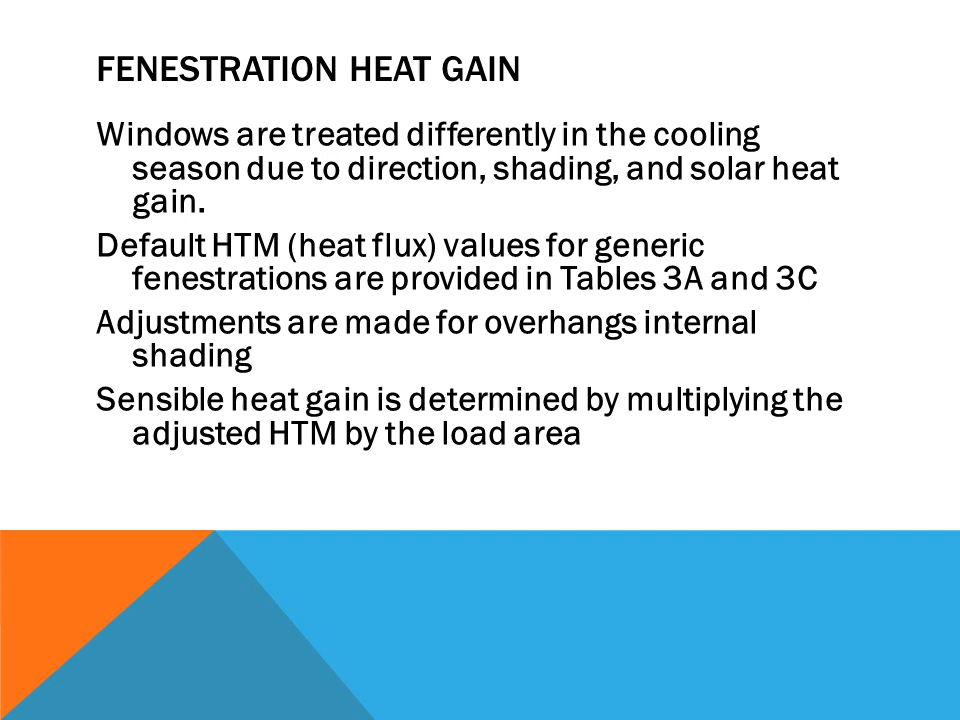 FENESTRATION HEAT GAIN
Windows are treated differently in the cooling
season due to direction, shading, and solar heat
gain.
Default HTM (heat flux) values for generic
fenestrations are provided in Tables 3A and 3C
Adjustments are made for overhangs internal
shading
Sensible heat gain is determined by multiplying the
adjusted HTM by the load area